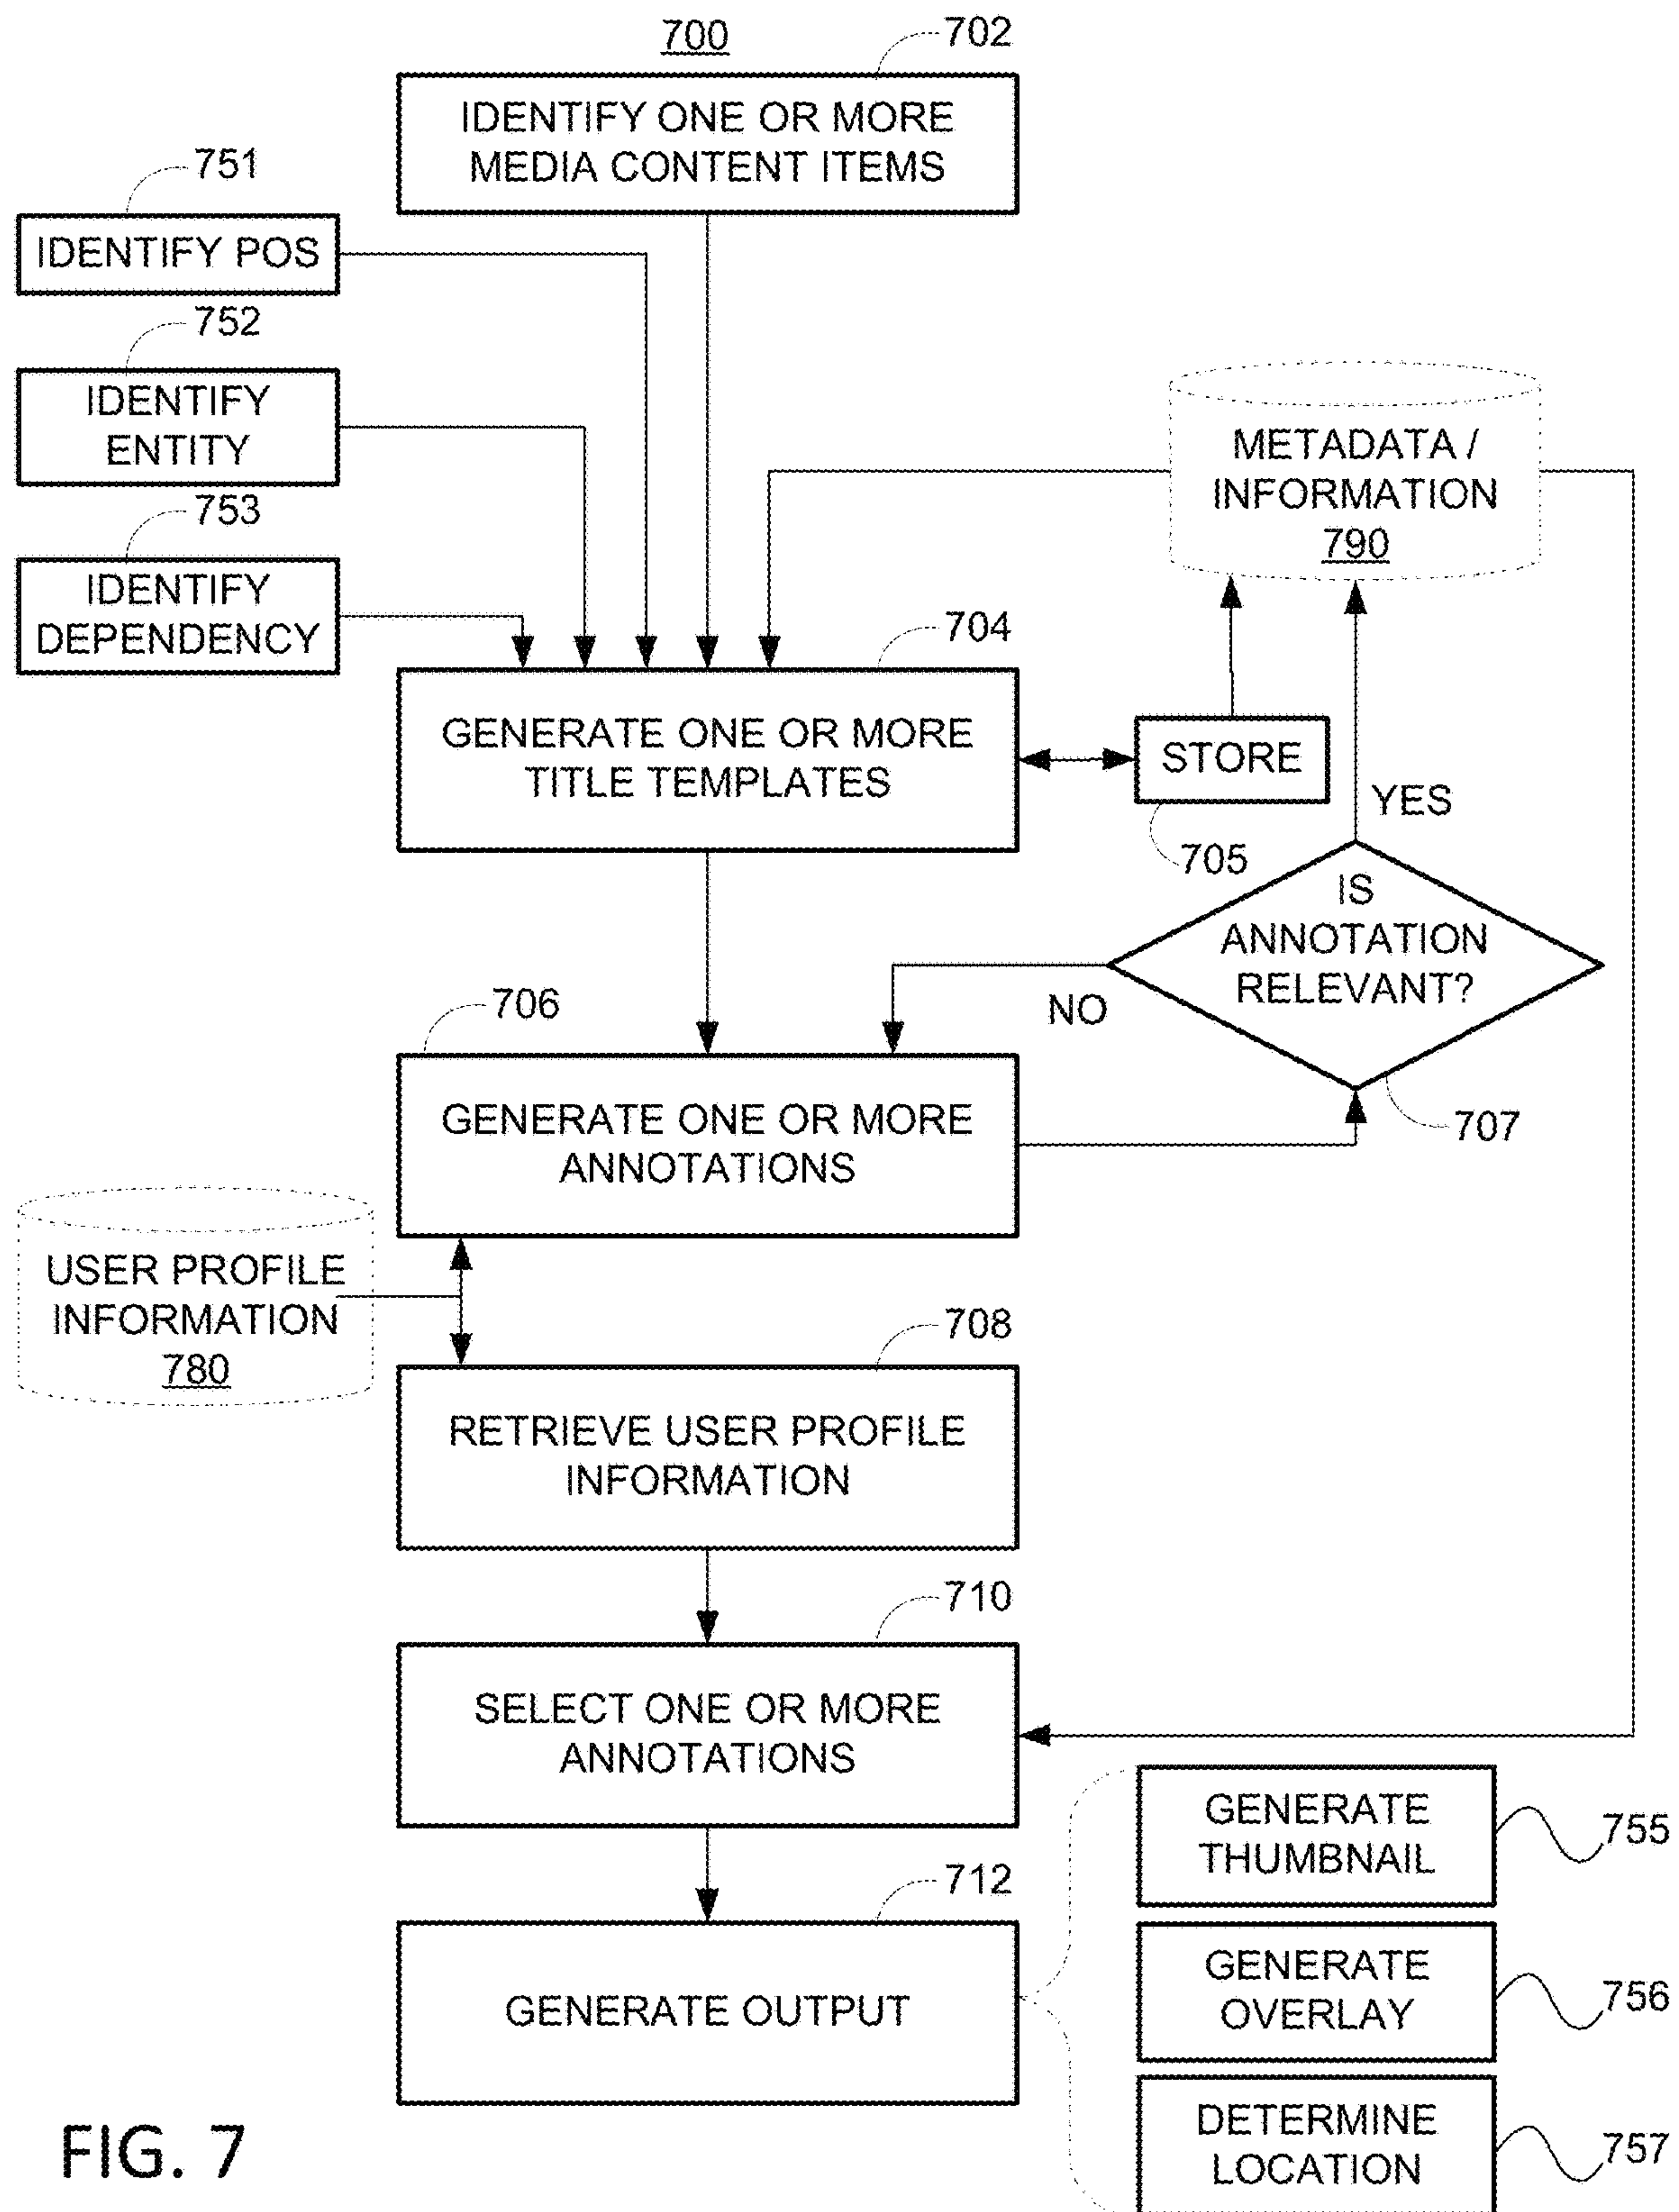 700
702
IDENTIFY ONE OR MORE
MEDIA CONTENT ITEMS
751
IDENTIFY POS
752
IDENTIFY
ENTITY
753
IDENTIFY
DEPENDENCY
METADATA /
INFORMATION
790
704
GENERATE ONE OR MORE
TITLE TEMPLATES
STORE
705
YES
IS
ANNOTATION
RELEVANT?
NO
707
706
GENERATE ONE OR MORE
ANNOTATIONS
USER PROFILE
INFORMATION
780
708
RETRIEVE USER PROFILE
INFORMATION
710
SELECT ONE OR MORE
ANNOTATIONS
712
GENERATE OUTPUT
GENERATE
THUMBNAIL
755
GENERATE
OVERLAY
756
DETERMINE
LOCATION
757
FIG. 7